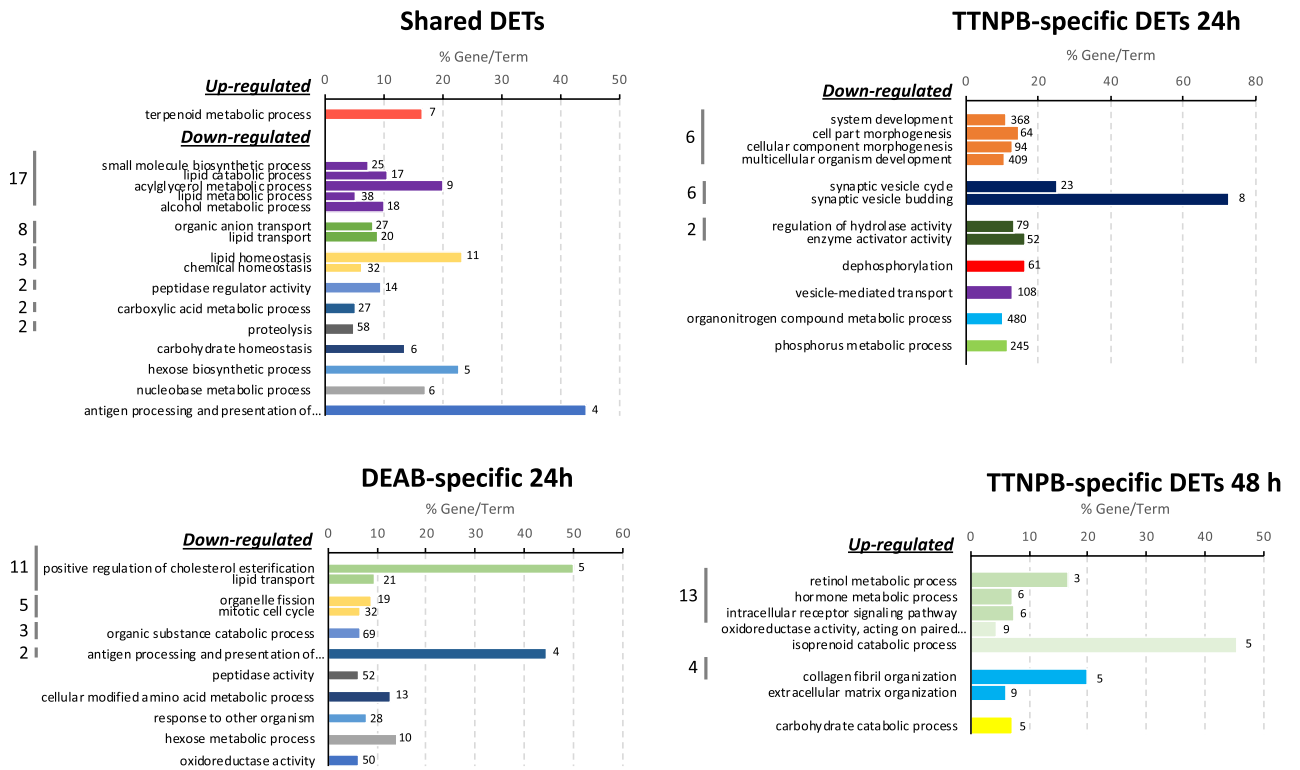 Shared DETs
% Gene/Term
0 10 20 30 40 50
Up-regulated
terpenoid metabolic process 7
Down-regulated
17
small molecule biosynthetic process 25
lipid catabolic process 17
acylglycerol metabolic process 9
lipid metabolic process 38
alcohol metabolic process 18
8
organic anion transport 27
lipid transport 20
3
lipid homeostasis 11
chemical homeostasis 32
2
peptidase regulator activity 14
2
carboxylic acid metabolic process 27
2
proteolysis 58
carbohydrate homeostasis 6
hexose biosynthetic process 5
nucleobase metabolic process 6
antigen processing and presentation of... 4
TTNPB-specific DETs 24h
% Gene/Term
0 20 40 60 80
Down-regulated
6
system development 368
cell part morphogenesis 64
cellular component morphogenesis 94
multicellular organism development 409
6
synaptic vesicle cycle 23
synaptic vesicle budding 8
2
regulation of hydrolase activity 79
enzyme activator activity 52
dephosphorylation 61
vesicle-mediated transport 108
organonitrogen compound metabolic process 480
phosphorus metabolic process 245
DEAB-specific 24h
% Gene/Term
0 10 20 30 40 50 60
Down-regulated
11
positive regulation of cholesterol esterification 5
lipid transport 21
5
organelle fission 19
mitotic cell cycle 32
3
organic substance catabolic process 69
2
antigen processing and presentation of... 4
peptidase activity 52
cellular modified amino acid metabolic process 13
response to other organism 28
hexose metabolic process 10
oxidoreductase activity 50
TTNPB-specific DETs 48 h
% Gene/Term
0 10 20 30 40 50
Up-regulated
13
retinol metabolic process 3
hormone metabolic process 6
intracellular receptor signaling pathway 6
oxidoreductase activity, acting on paired... 9
isoprenoid catabolic process 5
4
collagen fibril organization 5
extracellular matrix organization 9
carbohydrate catabolic process 5